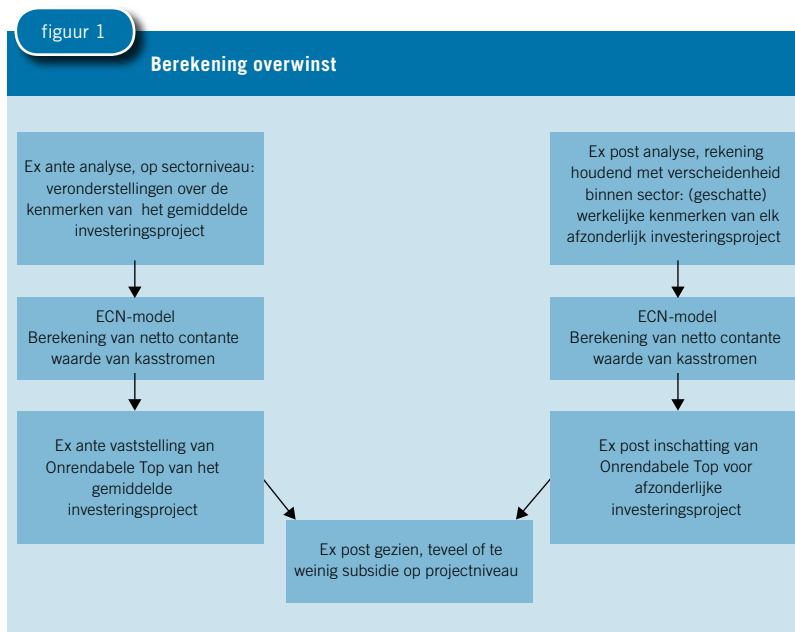 figuur 1
Berekening overwinst
Ex ante analyse, op sectorniveau:
veronderstellingen over de
kenmerken van het gemiddelde
investeringsproject
ECN-model
Berekening van netto contante
waarde van kasstromen
Ex ante vaststelling van
Onrendabele Top van het
gemiddelde
investeringsproject
Ex post analyse, rekening
houdend met verscheidenheid
binnen sector: (geschatte)
werkelijke kenmerken van elk
afzonderlijk investeringsproject
ECN-model
Berekening van netto contante
waarde van kasstromen
Ex post inschatting van
Onrendabele Top voor
afzonderlijke
investeringsproject
Ex post gezien, teveel of te
weinig subsidie op projectniveau